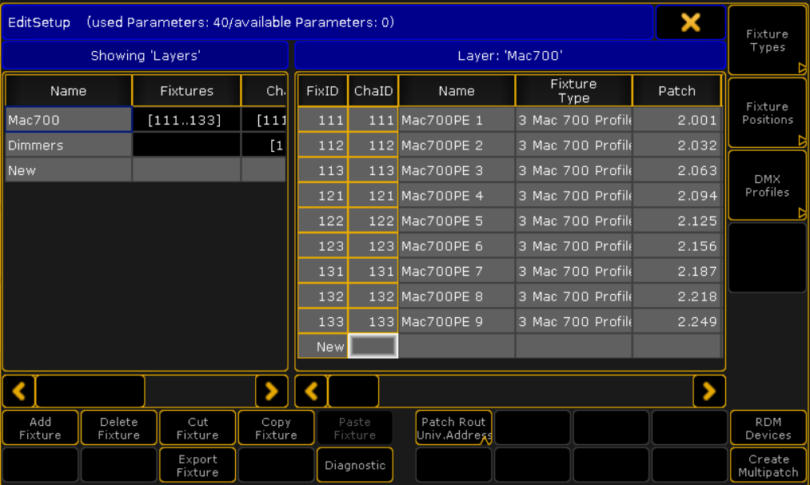 EditSetup (used Parameters: 40/available Parameters: 0)
Fixture
Types
Showing 'Layers'
Layer: 'Mac700'
Name Fixtures Cha
FixID ChaID Name Fixture
Type Patch
Mac700 [111..133] [111
Dimmers [1
New
111 111 Mac700PE 1 3 Mac 700 Profile 2.001
112 112 Mac700PE 2 3 Mac 700 Profile 2.032
113 113 Mac700PE 3 3 Mac 700 Profile 2.063
121 121 Mac700PE 4 3 Mac 700 Profile 2.094
122 122 Mac700PE 5 3 Mac 700 Profile 2.125
123 123 Mac700PE 6 3 Mac 700 Profile 2.156
131 131 Mac700PE 7 3 Mac 700 Profile 2.187
132 132 Mac700PE 8 3 Mac 700 Profile 2.218
133 133 Mac700PE 9 3 Mac 700 Profile 2.249
New
Fixture
Positions
DMX
Profiles
Add
Fixture
Delete
Fixture
Cut
Fixture
Copy
Fixture
Paste
Fixture
Patch Rout
Univ.Address
RDM
Devices
Export
Fixture
Diagnostic
Create
Multipatch